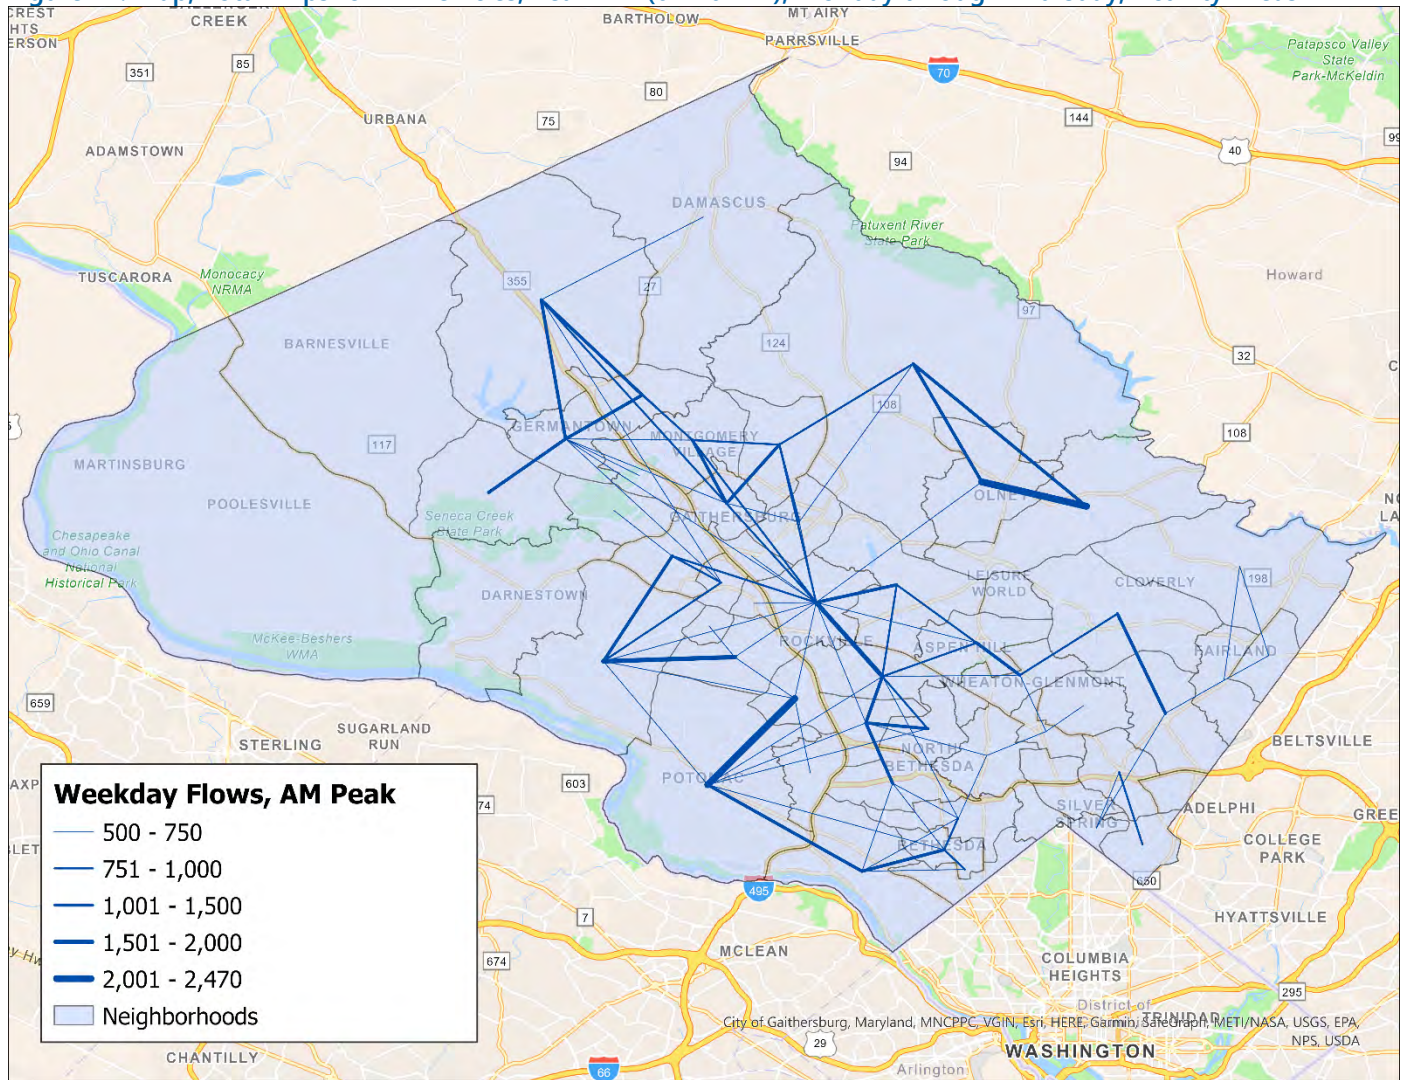 BARTHOLOW
MT AIRY
CREEK
PARRSVILLE
Patapsco Valley
State
Park-McKeldin
351
85
70
80
75
144
URBANA
40
ADAMSTOWN
94
DAMASCUS
Patuxent River
State Park
TUSCARORA
Monocacy
NRMA
355
27
Howard
97
BARNESVILLE
124
32
108
GERMANTOWN
MONTGOMERY
VILLAGE
108
117
MARTINSBURG
POOLESVILLE
OLNEY
GAITHERSBURG
Seneca Creek
State Park
Chesapeake
and Ohio Canal
National
Historical Park
LEISURE
WORLD
CLOVERLY
198
DARNESTOWN
McKee-Beshers
WMA
ROCKVILLE
ASPEN HILL
FAIRLAND
WHEATON-GLENMONT
659
SUGARLAND
RUN
STERLING
BELTSVILLE
NORTH
BETHESDA
POTOMAC
603
SILVER
SPRING
ADELPHI
BETHESDA
COLLEGE
PARK
495
650
7
HYATTSVILLE
MCLEAN
674
COLUMBIA
HEIGHTS
295
District of
TRINIDAD
29
WASHINGTON
Arlington
66
CHANTILLY
Weekday Flows, AM Peak
500 - 750
751 - 1,000
1,001 - 1,500
1,501 - 2,000
2,001 - 2,470
Neighborhoods
City of Gaithersburg, Maryland, MNCPPC, VGIN, Esri, HERE, Garmin, SafeGraph, METI/NASA, USGS, EPA,
NPS, USDA